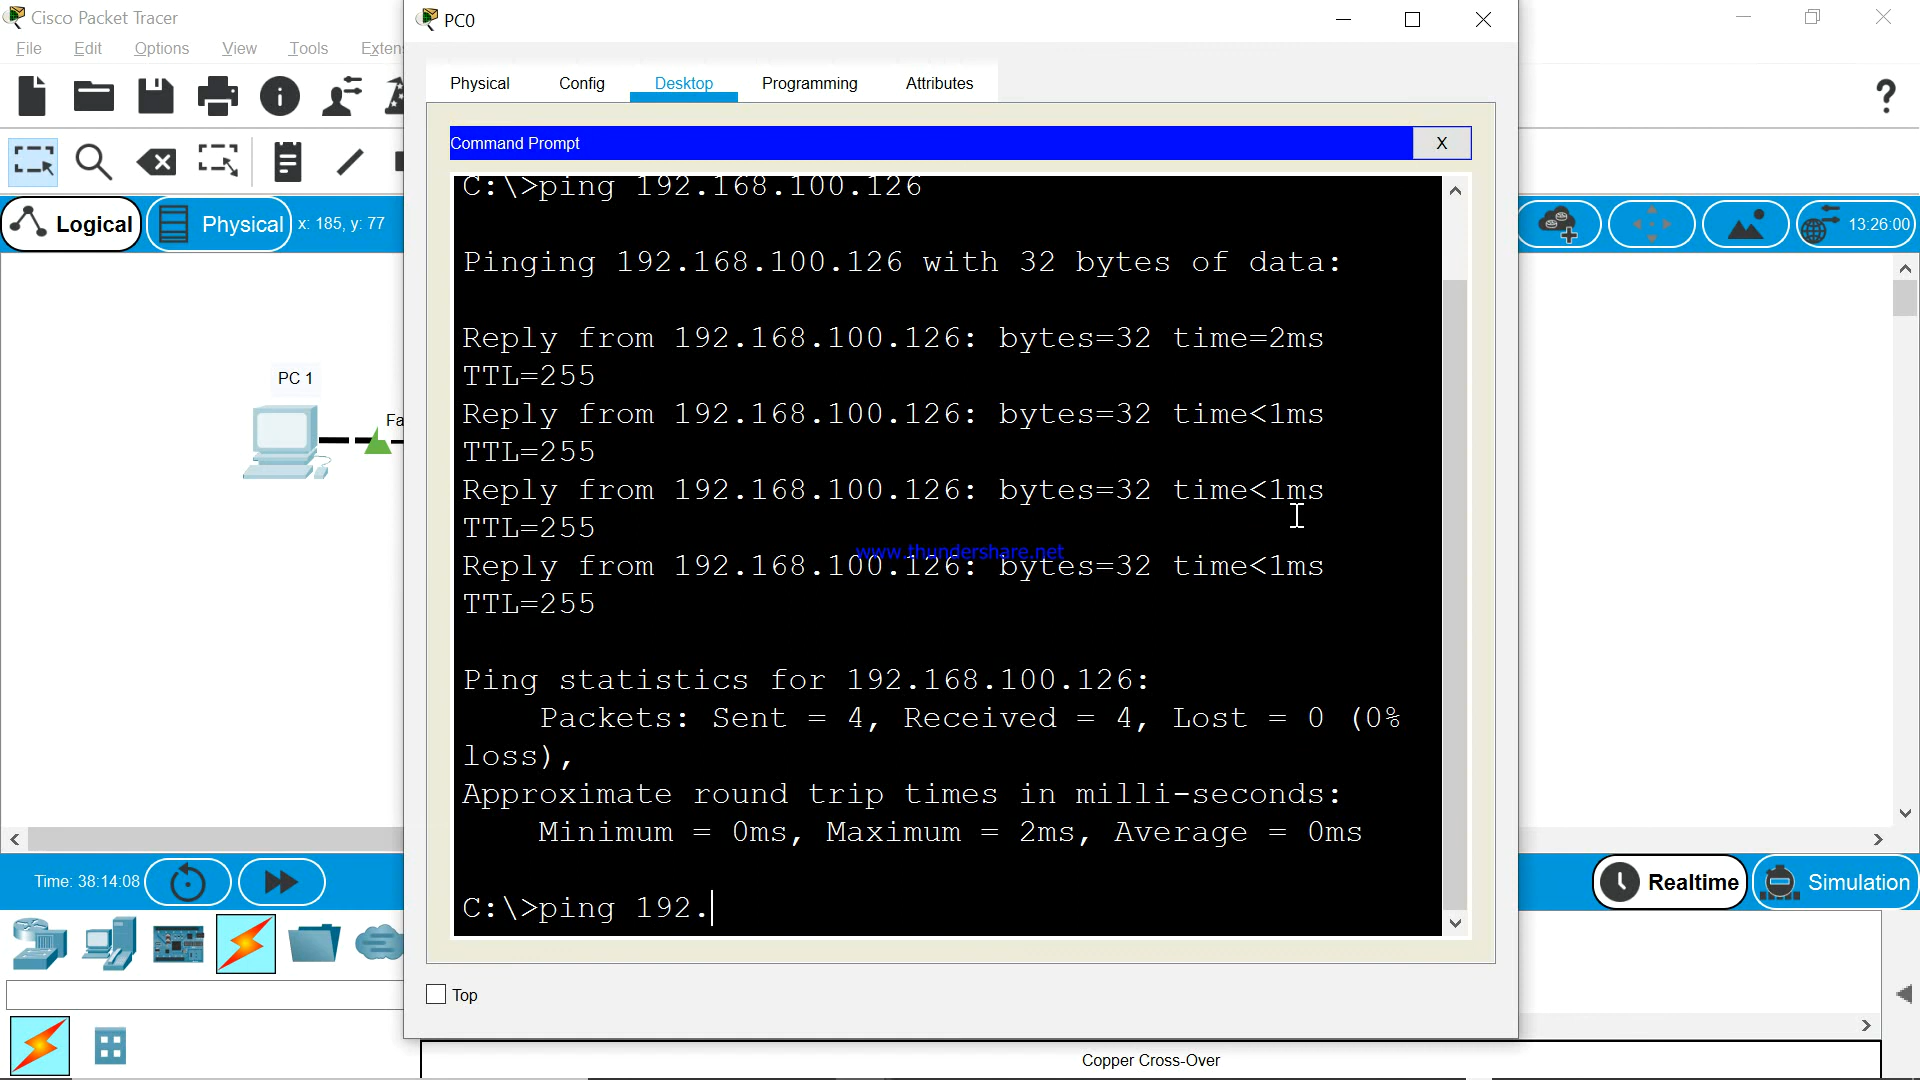 Cisco Packet Tracer
PC0
File Edit Options View Tools Exten
Physical Config Desktop Programming Attributes
?
Command Prompt X
Logical Physical x: 185, y: 77
13:26:00
C:\>ping 192.168.100.126
Pinging 192.168.100.126 with 32 bytes of data:
Reply from 192.168.100.126: bytes=32 time=2ms
TTL=255
Reply from 192.168.100.126: bytes=32 time<1ms
TTL=255
Reply from 192.168.100.126: bytes=32 time<1ms
TTL=255
www.thundershare.net
Reply from 192.168.100.126: bytes=32 time<1ms
TTL=255
Ping statistics for 192.168.100.126:
Packets: Sent = 4, Received = 4, Lost = 0 (0%
loss),
Approximate round trip times in milli-seconds:
Minimum = 0ms, Maximum = 2ms, Average = 0ms
C:\>ping 192.
PC 1
Fa
Time: 38:14:08
Realtime Simulation
Top
Copper Cross-Over